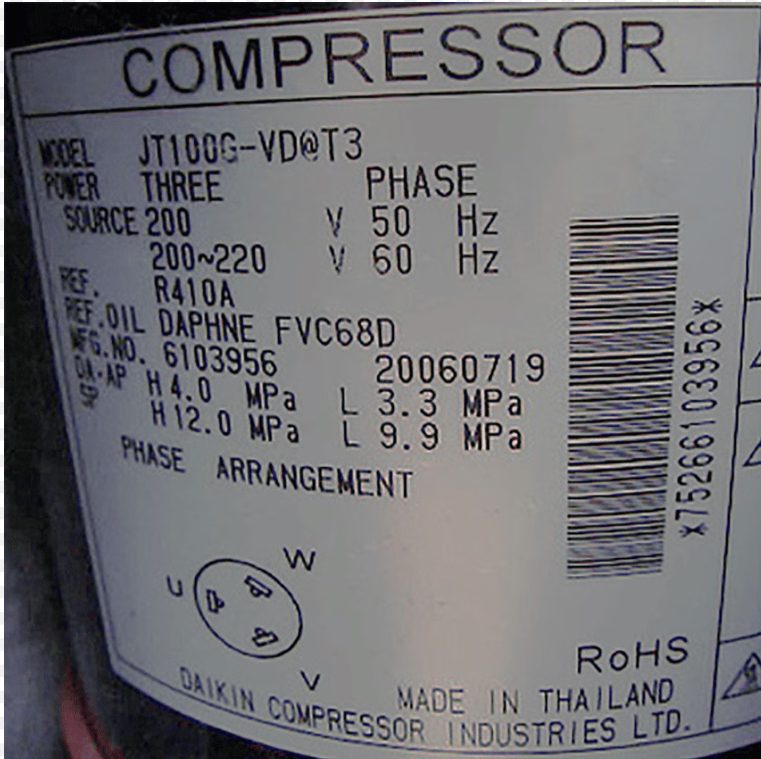 COMPRESSOR
MODEL JT100G-VD@T3
POWER THREE PHASE
SOURCE 200 V 50 Hz
200~220 V 60 Hz
REF. R410A
REF.OIL DAPHNE FVC68D
MFG.NO. 6103956 20060719
DA-AP H 4.0 MPa L 3.3 MPa
SP H 12.0 MPa L 9.9 MPa
*75266103956*
PHASE ARRANGEMENT
W
U
V
RoHS
MADE IN THAILAND
DAIKIN COMPRESSOR INDUSTRIES LTD.